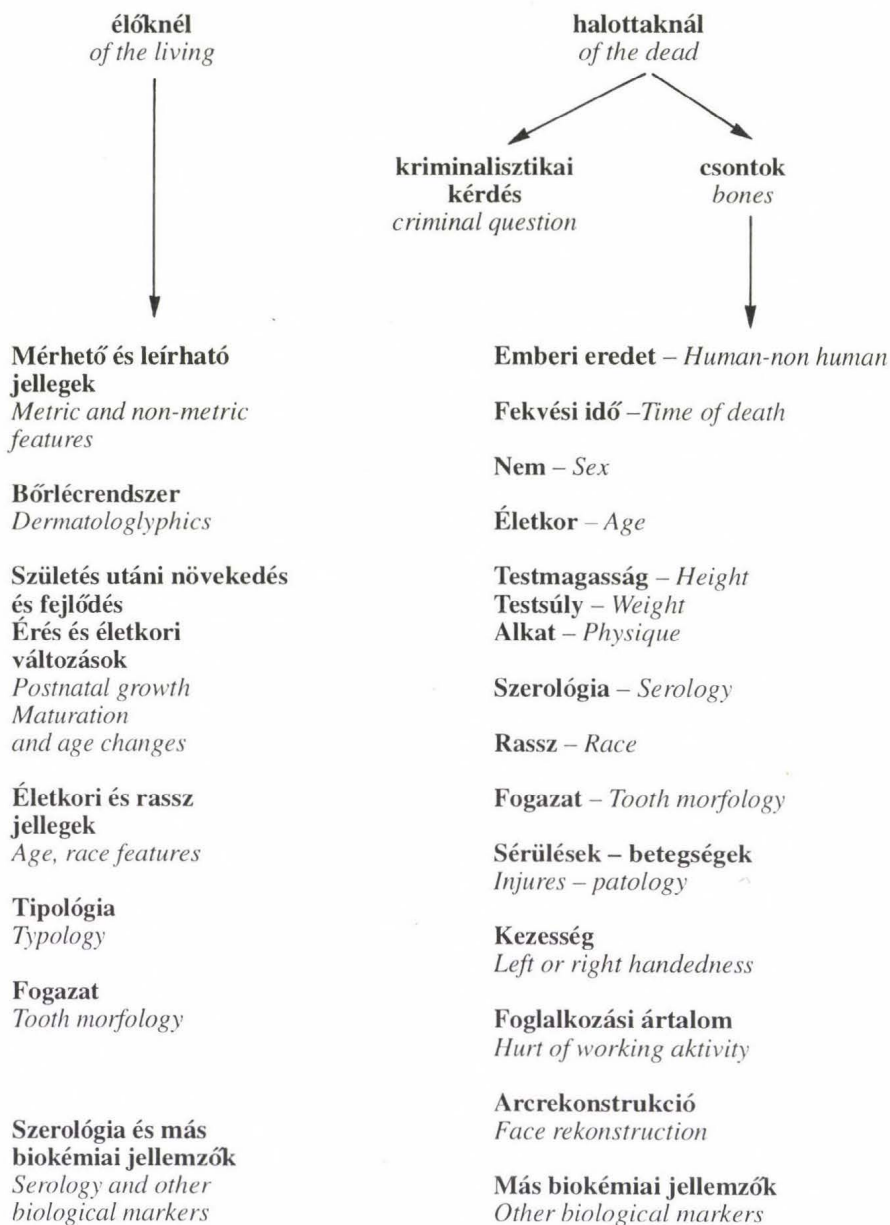 élőknél
of the living
Mérhető és leírható
jellegek
Metric and non-metric
features
Bőrlécrendszer
Dermatologlyphics
Születés utáni növekedés
és fejlődés
Érés és életkori
változások
Postnatal growth
Maturation
and age changes
Életkori és rassz
jellegek
Age, race features
Tipológia
Typology
Fogazat
Tooth morfology
Szerológia és más
biokémiai jellemzők
Serology and other
biological markers
halottaknál
of the dead
kriminalisztikai
kérdés
criminal question
csontok
bones
Emberi eredet – Human-non human
Fekvési idő –Time of death
Nem – Sex
Életkor – Age
Testmagasság – Height
Testsúly – Weight
Alkat – Physique
Szerológia – Serology
Rassz – Race
Fogazat – Tooth morfology
Sérülések – betegségek
Injures – patology
Kezesség
Left or right handedness
Foglalkozási ártalom
Hurt of working aktivity
Arcrekonstrukció
Face rekonstruction
Más biokémiai jellemzők
Other biological markers